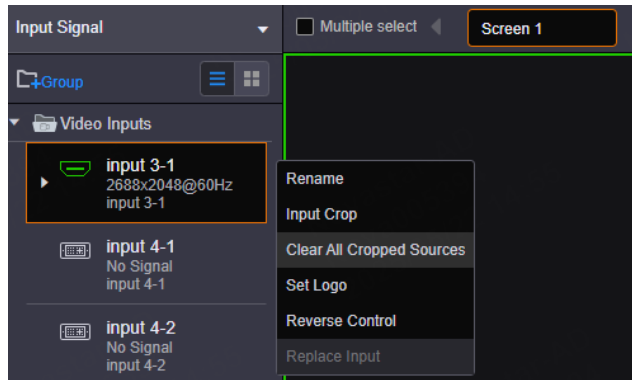 Input Signal
Multiple select
Screen 1
Group
Video Inputs
input 3-1
2688x2048@60Hz
input 3-1
input 4-1
No Signal
input 4-1
input 4-2
No Signal
input 4-2
Rename
Input Crop
Clear All Cropped Sources
Set Logo
Reverse Control
Replace Input